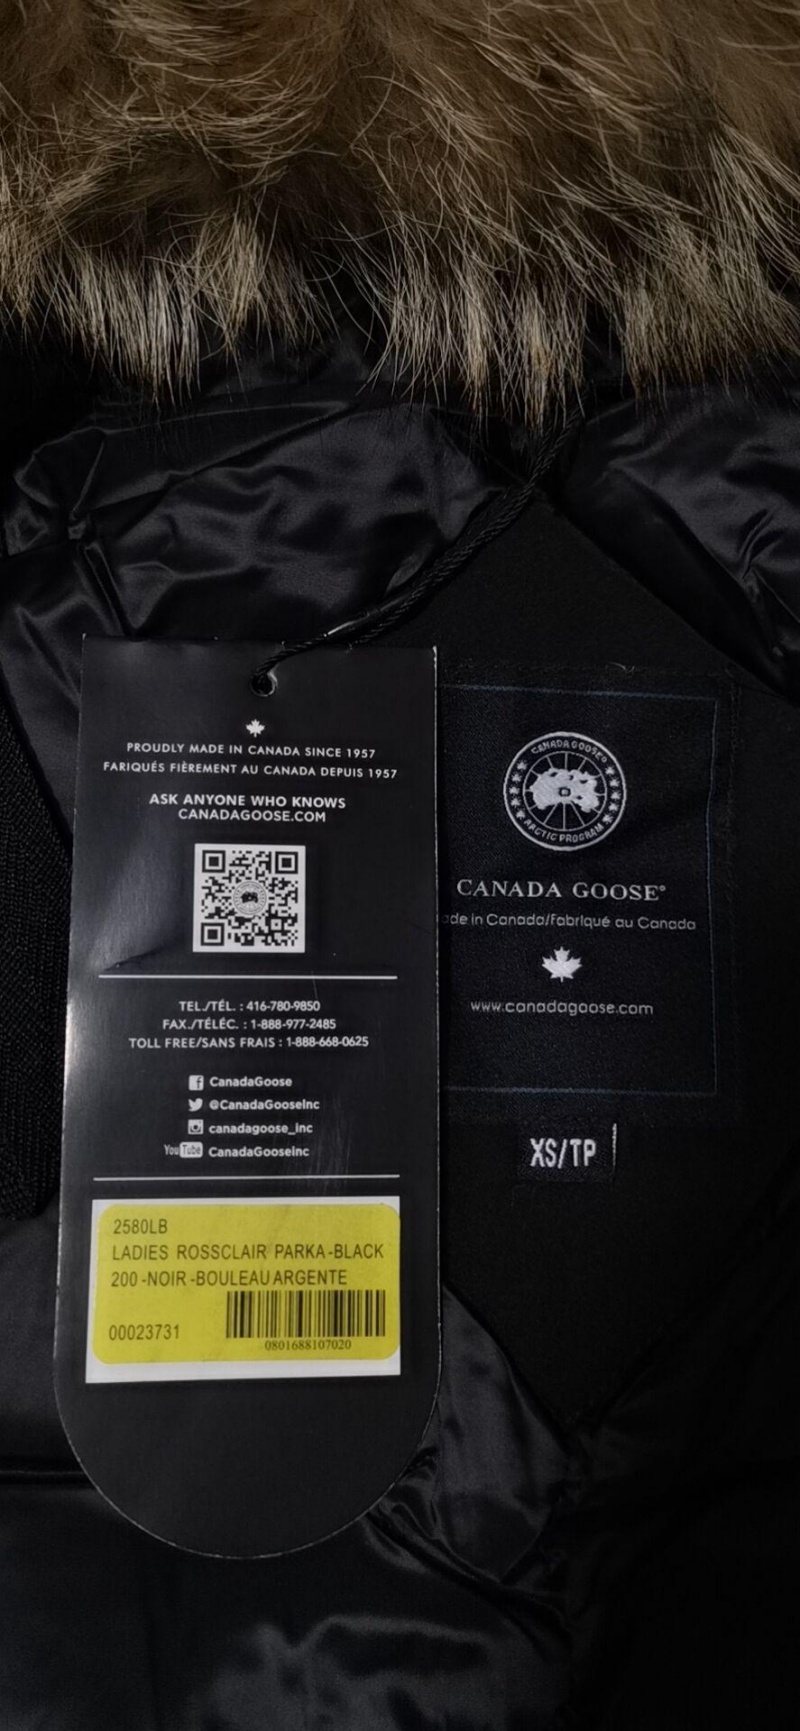 PROUDLY MADE IN CANADA SINCE 1957
FARIQUÉS FIÈREMENT AU CANADA DEPUIS 1957
ASK ANYONE WHO KNOWS
CANADAGOOSE.COM
TEL./TÉL. : 416-780-9850
FAX./TÉLÉC. : 1-888-977-2485
TOLL FREE/SANS FRAIS : 1-888-668-0625
CanadaGoose
@CanadaGooseInc
canadagoose_inc
YouTube CanadaGooseInc
2580LB
LADIES ROSSCLAIR PARKA-BLACK
200-NOIR-BOULEAU ARGENTE
00023731
0801688107020
CANADA GOOSE
ARCTIC PROGRAM
CANADA GOOSE®
ade in Canada/Fabriqué au Canada
www.canadagoose.com
XS/TP